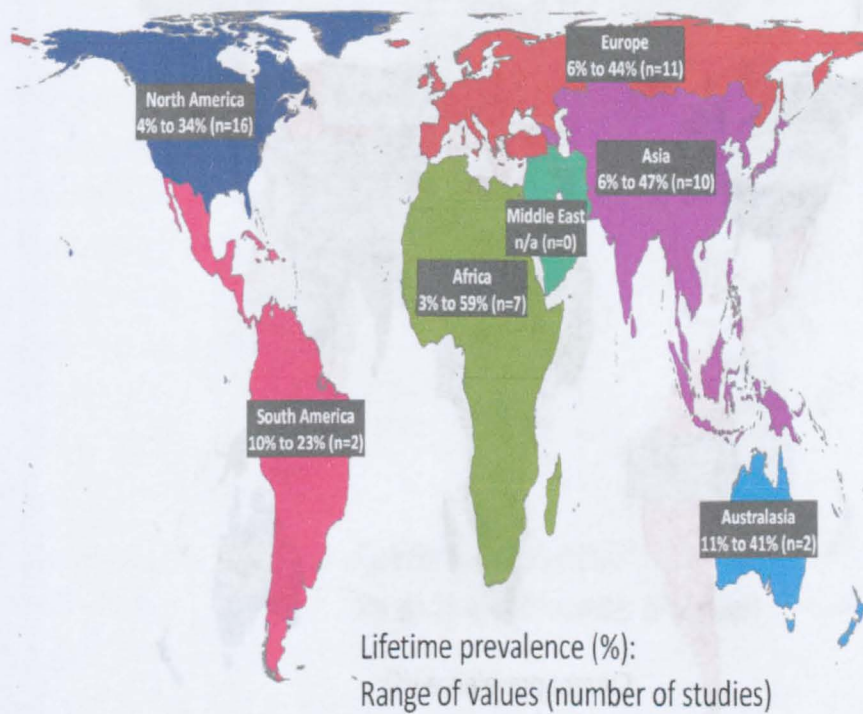 Europe
6% to 44% (n=11)
North America
4% to 34% (n=16)
Asia
6% to 47% (n=10)
Middle East
n/a (n=0)
Africa
3% to 59% (n=7)
South America
10% to 23% (n=2)
Australasia
11% to 41% (n=2)
Lifetime prevalence (%):
Range of values (number of studies)